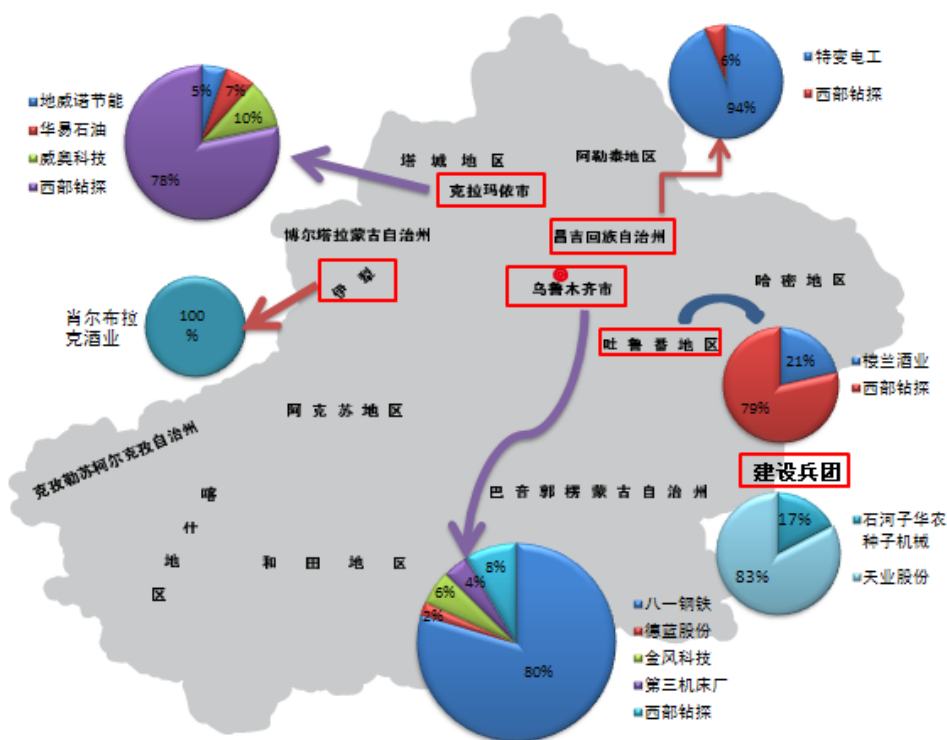 地威诺节能
华易石油
威奥科技
西部钻探
5%
7%
10%
78%
特变电工
西部钻探
6%
94%
塔城地区
阿勒泰地区
克拉玛依市
博尔塔拉蒙古自治州
昌吉回族自治州
伊犁
乌鲁木齐市
哈密地区
肖尔布拉
克酒业
100
%
吐鲁番地区
楼兰酒业
西部钻探
21%
79%
阿克苏地区
克孜勒苏柯尔克孜自治州
建设兵团
喀什地区
和田地区
巴音郭楞蒙古自治州
17%
83%
石河子华农
种子机械
天业股份
8%
4%
6%
2%
80%
八一钢铁
德蓝股份
金风科技
第三机床厂
西部钻探